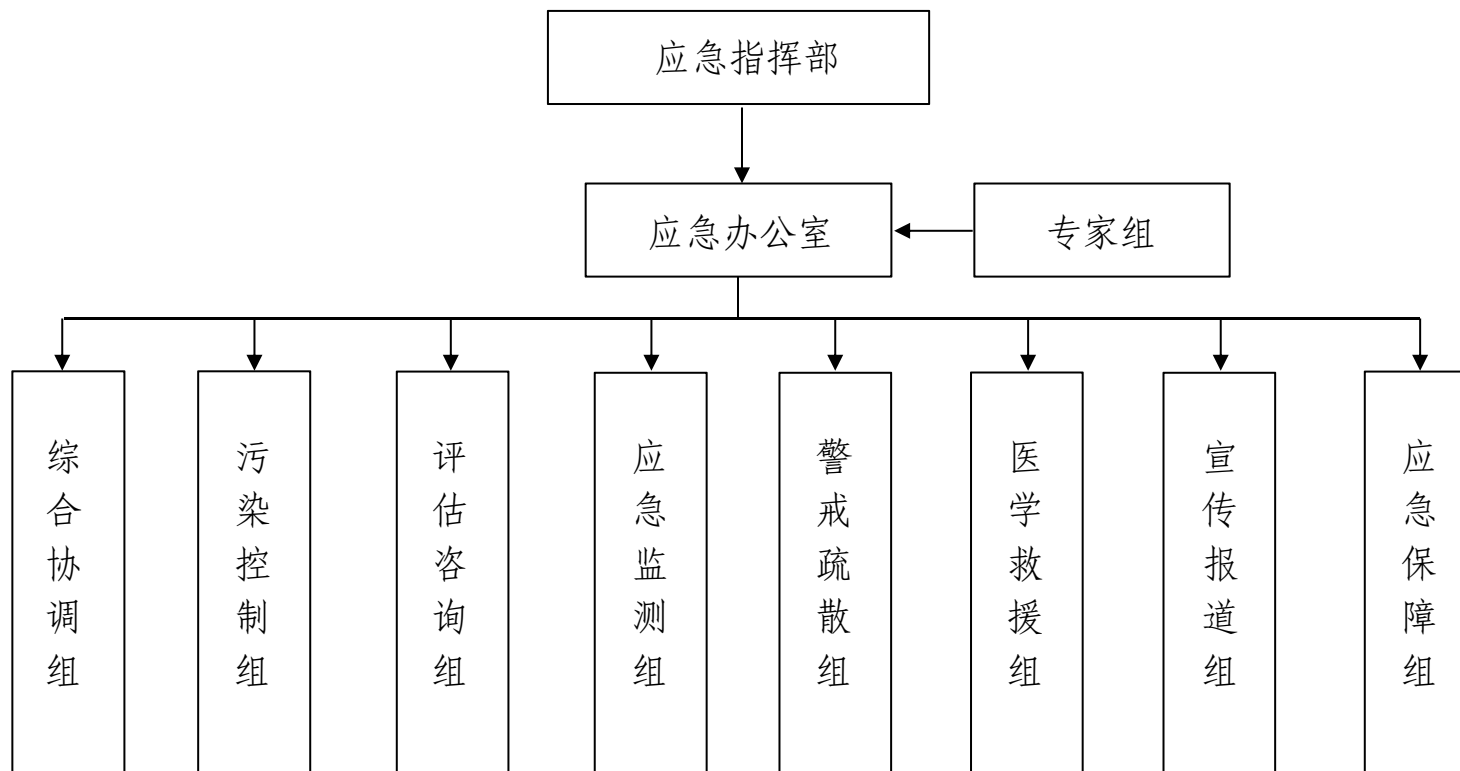 应急指挥部
应急办公室
专家组
综合协调组
污染控制组
评估咨询组
应急监测组
警戒疏散组
医学救援组
宣传报道组
应急保障组